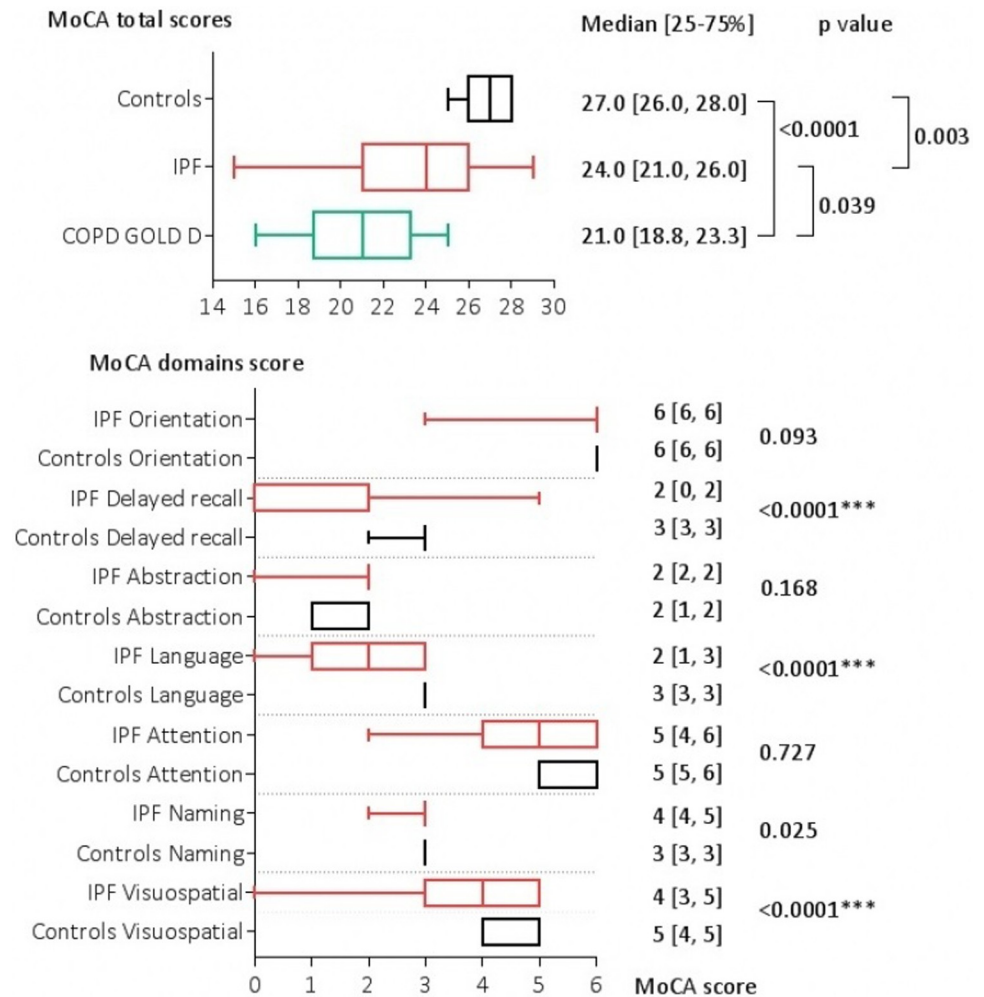 MoCA total scores
Median [25-75%]
p value
Controls
27.0 [26.0, 28.0]
<0.0001
0.003
IPF
24.0 [21.0, 26.0]
0.039
COPD GOLD D
21.0 [18.8, 23.3]
14 16 18 20 22 24 26 28 30
MoCA domains score
IPF Orientation
6 [6, 6]
0.093
Controls Orientation
6 [6, 6]
IPF Delayed recall
2 [0, 2]
<0.0001***
Controls Delayed recall
3 [3, 3]
IPF Abstraction
2 [2, 2]
0.168
Controls Abstraction
2 [1, 2]
IPF Language
2 [1, 3]
<0.0001***
Controls Language
3 [3, 3]
IPF Attention
5 [4, 6]
0.727
Controls Attention
5 [5, 6]
IPF Naming
4 [4, 5]
0.025
Controls Naming
3 [3, 3]
IPF Visuospatial
4 [3, 5]
<0.0001***
Controls Visuospatial
5 [4, 5]
0 1 2 3 4 5 6
MoCA score